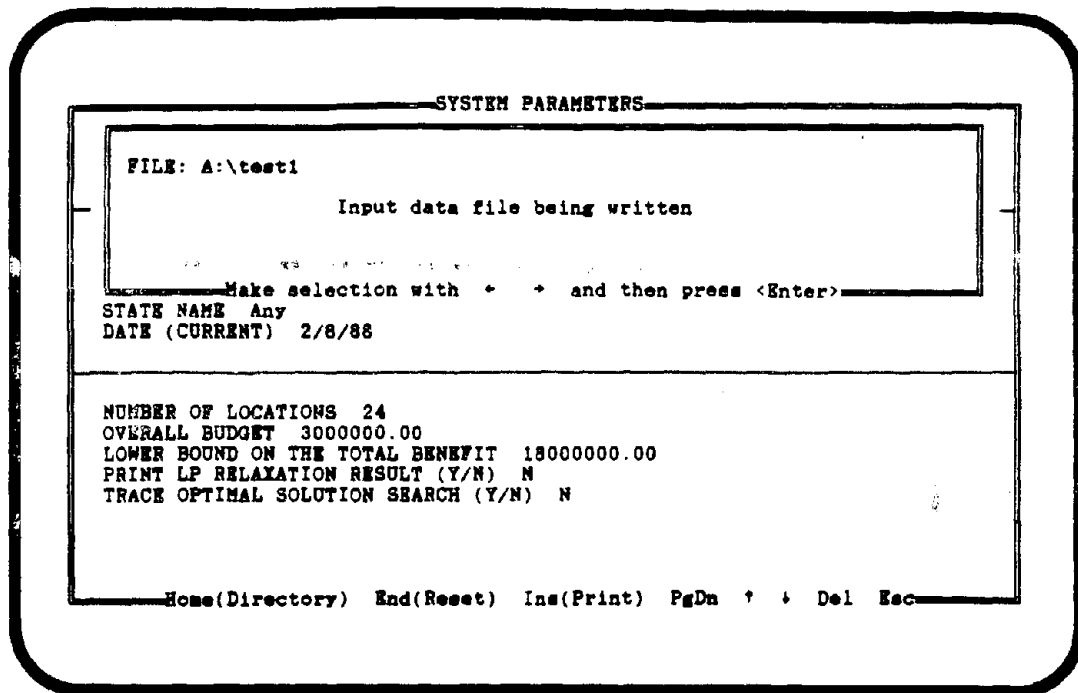 SYSTEM PARAMETERS
FILE: A:\test1
Input data file being written
Make selection with ← → and then press <Enter>
STATE NAME Any
DATE (CURRENT) 2/8/88
NUMBER OF LOCATIONS 24
OVERALL BUDGET 3000000.00
LOWER BOUND ON THE TOTAL BENEFIT 18000000.00
PRINT LP RELAXATION RESULT (Y/N) N
TRACE OPTIMAL SOLUTION SEARCH (Y/N) N
Home(Directory) End(Reset) Ins(Print) PgDn ↑ ↓ Del Esc